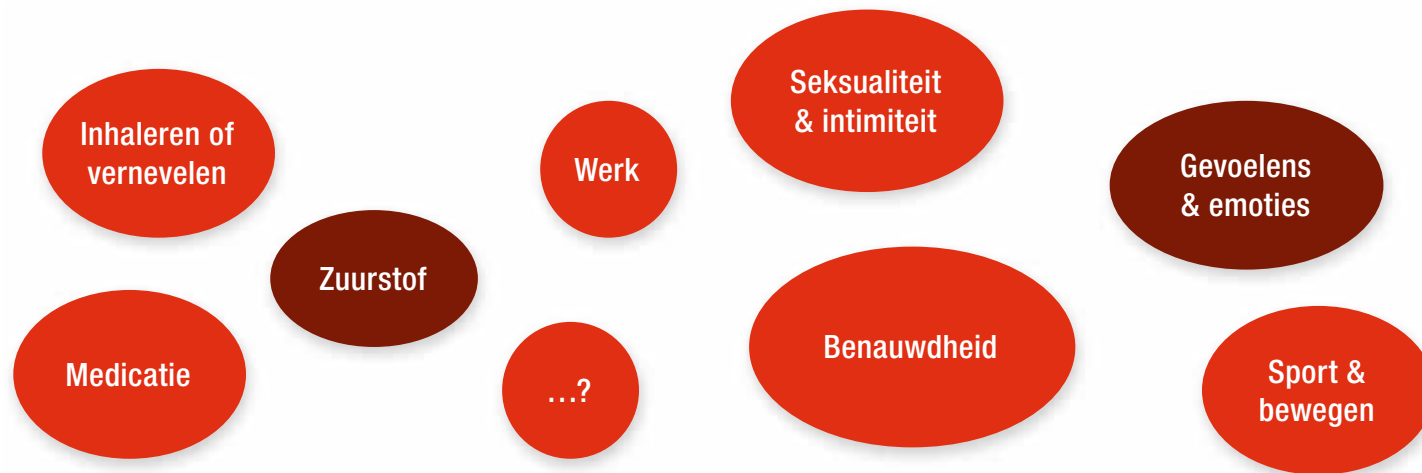 Inhaleren of
vernevelen
Zuurstof
Medicatie
Werk
...?
Seksualiteit
& intimiteit
Benauwdheid
Gevoelens
& emoties
Sport &
bewegen